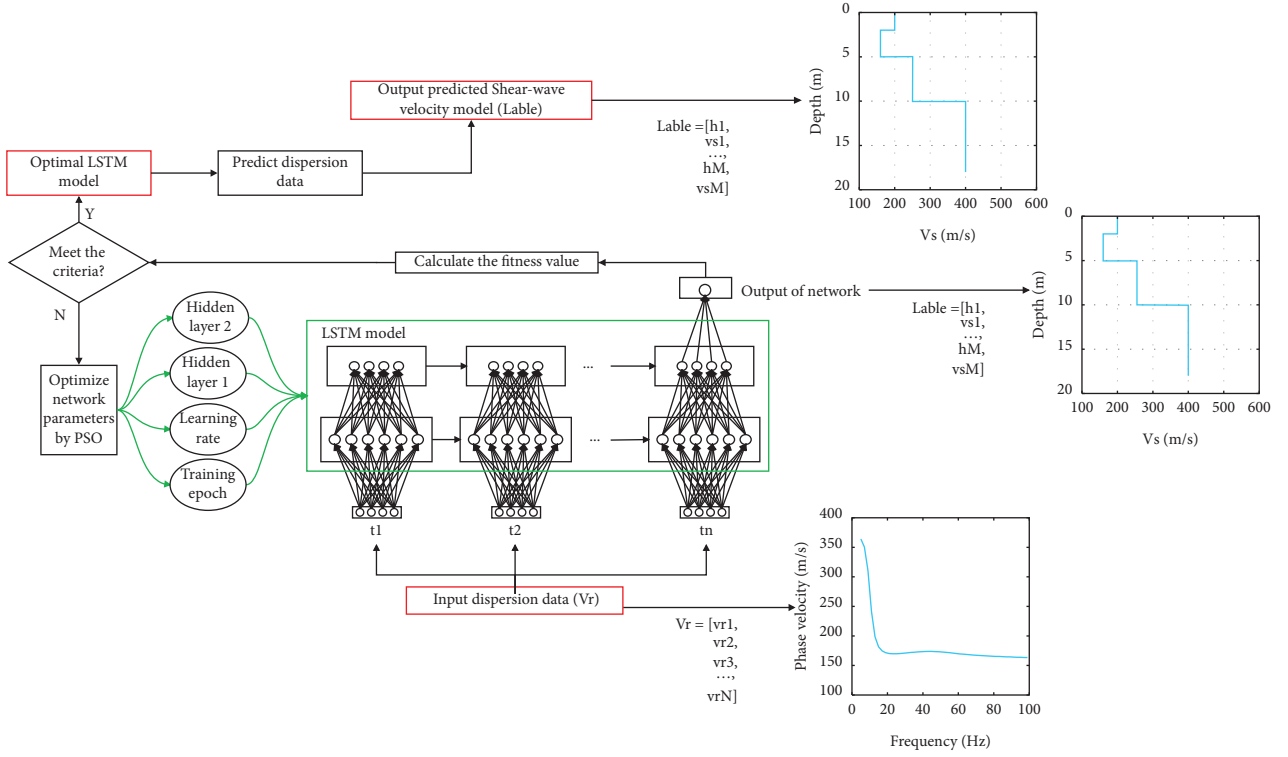 Output predicted Shear-wave
velocity model (Lable)
Lable =[h1,
vs1,
…,
hM,
vsM]
0
5
10
15
20
Depth (m)
100 200 300 400 500 600
Vs (m/s)
Optimal LSTM
model
Predict dispersion
data
Y
Meet the
criteria?
N
Calculate the fitness value
Output of network
Lable =[h1,
vs1,
…,
hM,
vsM]
0
5
10
15
20
Depth (m)
100 200 300 400 500 600
Vs (m/s)
Optimize
network
parameters
by PSO
Hidden
layer 2
Hidden
layer 1
Learning
rate
Training
epoch
LSTM model
...
...
t1 t2 tn
Input dispersion data (Vr)
Vr = [vr1,
vr2,
vr3,
…,
vrN]
400
350
300
250
200
150
100
Phase velocity (m/s)
0 20 40 60 80 100
Frequency (Hz)